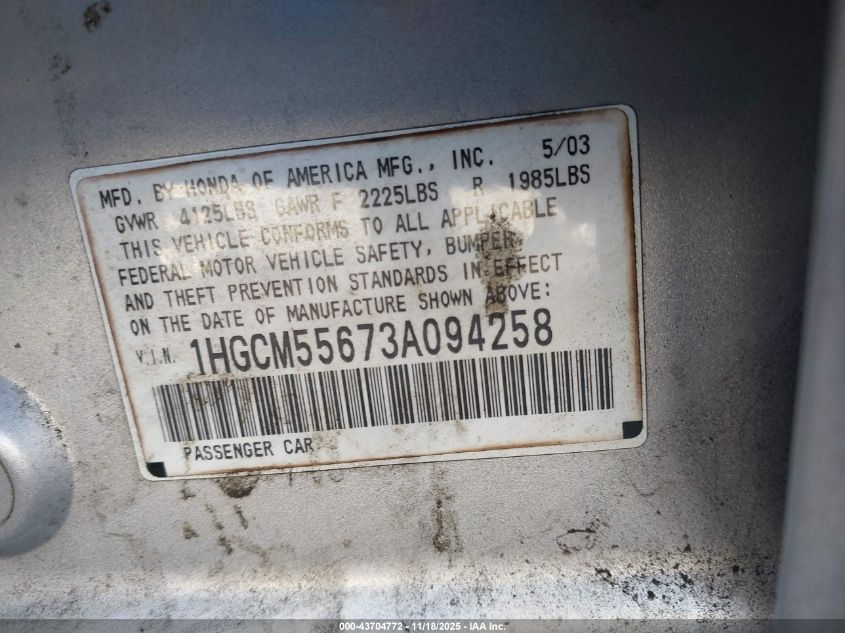 MFD. BY HONDA OF AMERICA MFG., INC. 5/03
GVWR 4125LBS GAWR F 2225LBS R 1985LBS
THIS VEHICLE CONFORMS TO ALL APPLICABLE
FEDERAL MOTOR VEHICLE SAFETY, BUMPER,
AND THEFT PREVENTION STANDARDS IN EFFECT
ON THE DATE OF MANUFACTURE SHOWN ABOVE:
V.I.N. 1HGCM55673A094258
PASSENGER CAR
000-43704772 - 11/18/2025 - IAA Inc.